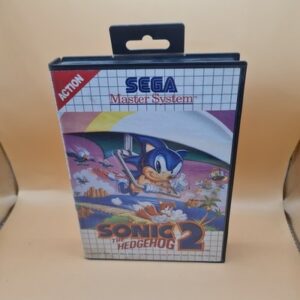 ACTION
SEGA
Master System
SONIC
THE
HEDGEHOG
2